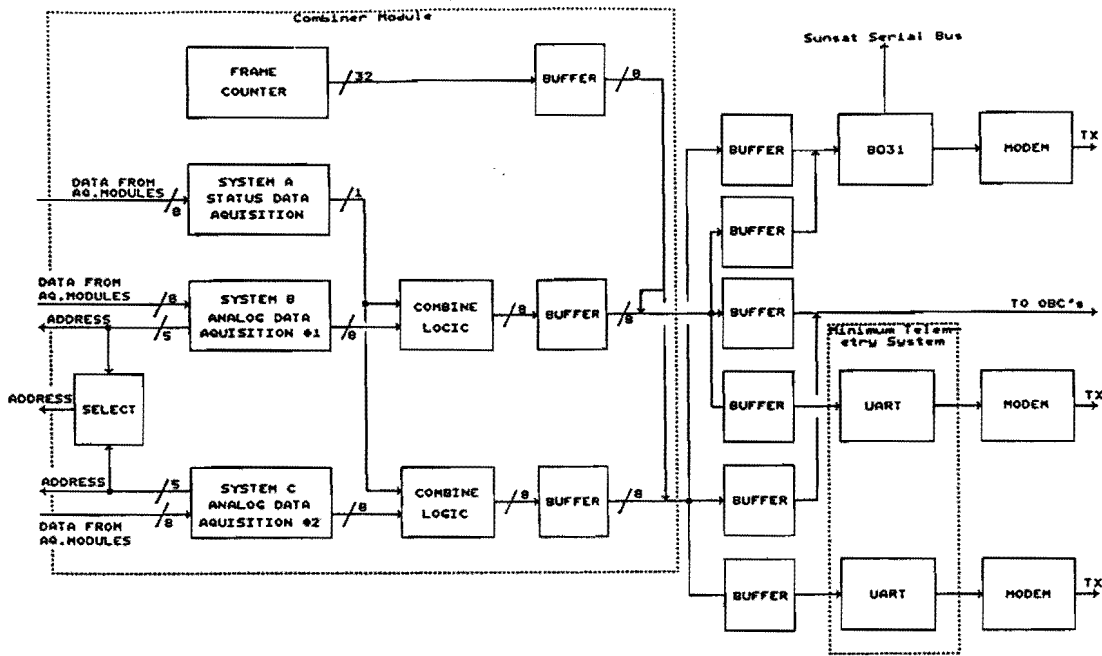 Combiner Module
Sunsat Serial Bus
FRAME
COUNTER
32
BUFFER
8
BUFFER
8031
MODEM
TX
DATA FROM
AQ.MODULES
8
SYSTEM A
STATUS DATA
AQUISITION
1
BUFFER
DATA FROM
AQ.MODULES
8
ADDRESS
5
SYSTEM B
ANALOG DATA
AQUISITION #1
8
COMBINE
LOGIC
8
BUFFER
8
BUFFER
TO OBC's
Minimum Telem-
etry System
ADDRESS
SELECT
BUFFER
UART
MODEM
TX
ADDRESS
5
8
DATA FROM
AQ.MODULES
SYSTEM C
ANALOG DATA
AQUISITION #2
8
COMBINE
LOGIC
8
BUFFER
8
BUFFER
BUFFER
UART
MODEM
TX